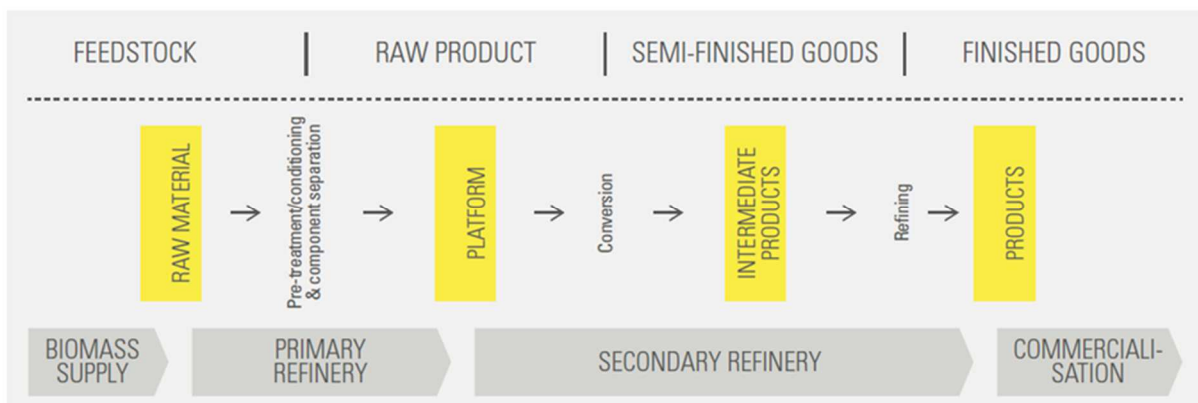 FEEDSTOCK
RAW PRODUCT
SEMI-FINISHED GOODS
FINISHED GOODS
RAW MATERIAL
Pre-treatment/conditioning
& component separation
PLATFORM
Conversion
INTERMEDIATE
PRODUCTS
Refining
PRODUCTS
BIOMASS
SUPPLY
PRIMARY
REFINERY
SECONDARY REFINERY
COMMERCIALI-
SATION